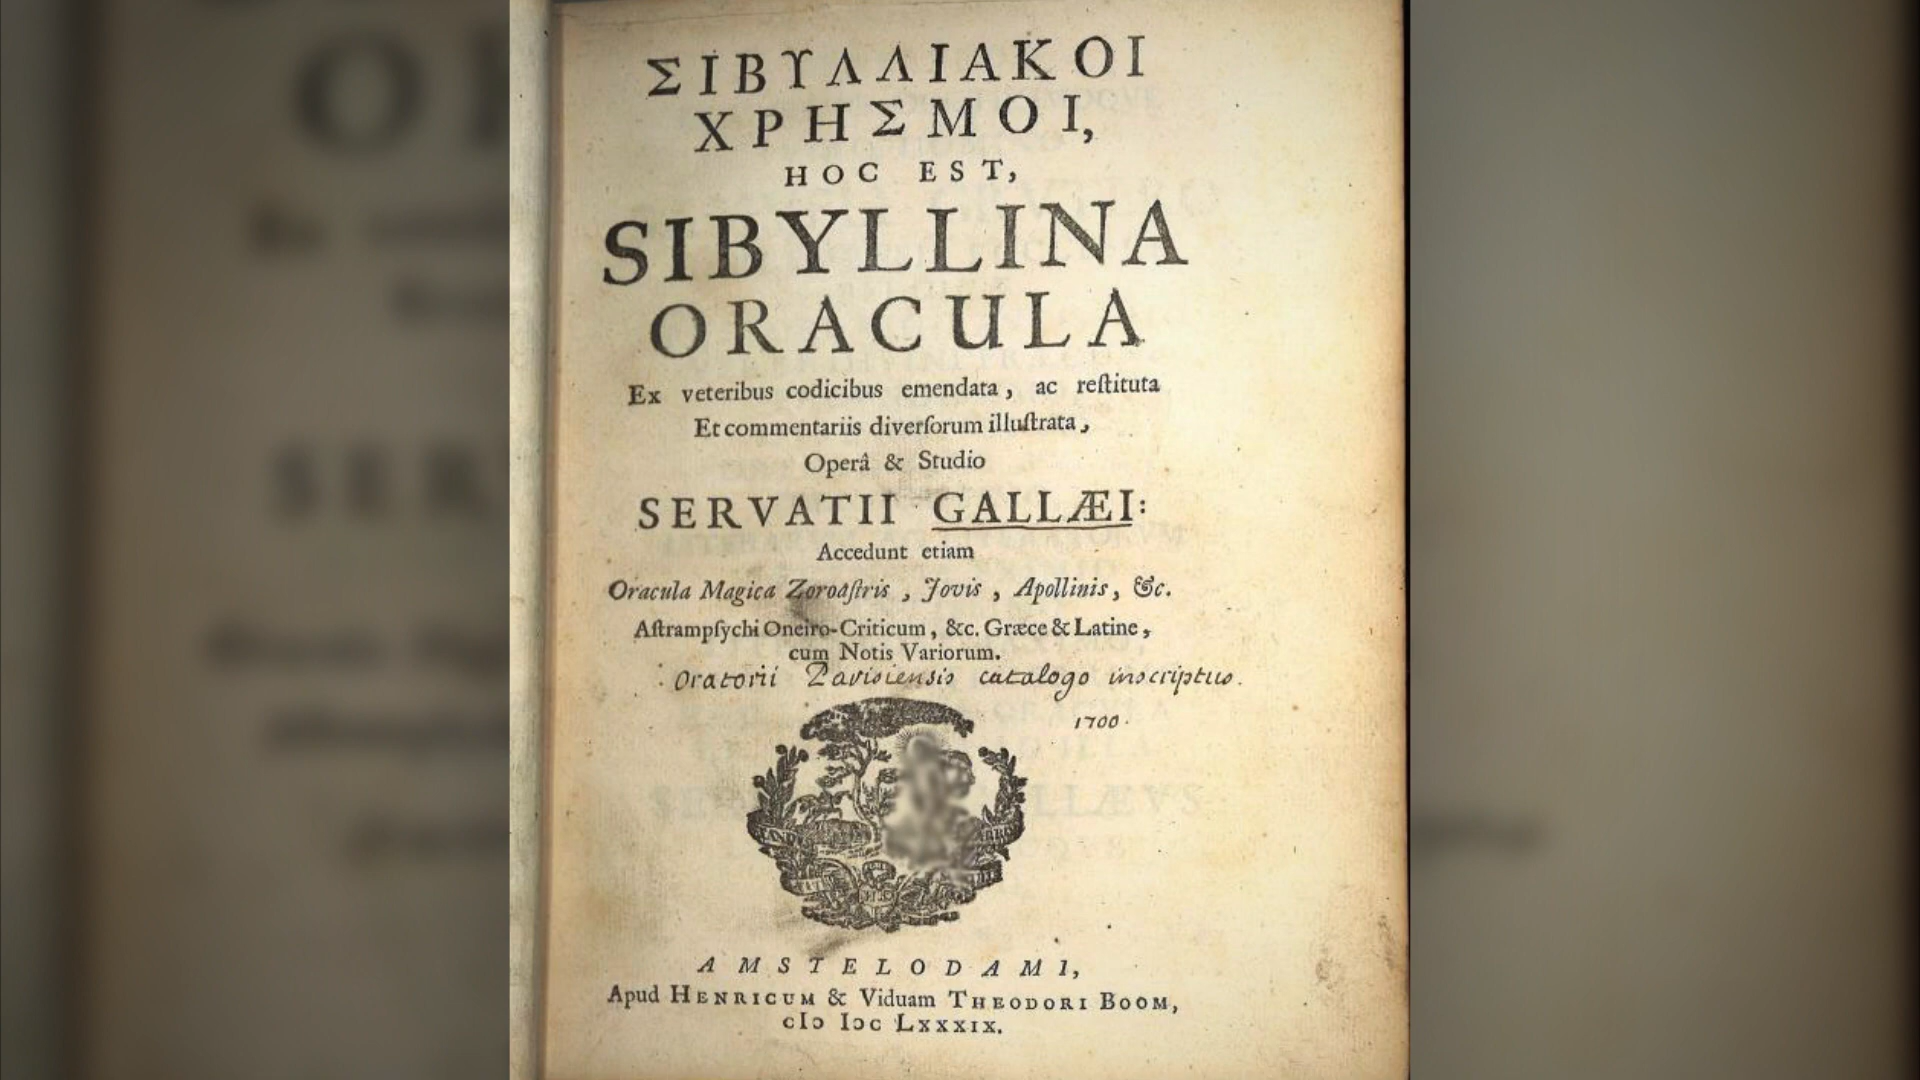 ΣΙΒΥΛΛΙΑΚΟΙ
ΧΡΗΣΜΟΙ,
HOC EST,
SIBYLLINA
ORACULA
Ex veteribus codicibus emendata, ac reſtituta
Et commentariis diverſorum illuſtrata,
Operâ & Studio
SERVATII GALLÆI:
Accedunt etiam
Oracula Magica Zoroaſtris, Jovis, Apollinis, &c.
Aſtrampſychi Oneiro-Criticum, &c. Græce & Latine,
cum Notis Variorum.
Oratorii Parisiensis catalogo inscriptus.
1700.
AMSTELODAMI,
Apud HENRICUM & Viduam THEODORI BOOM,
cIↄ Iↄc LXXXIX.